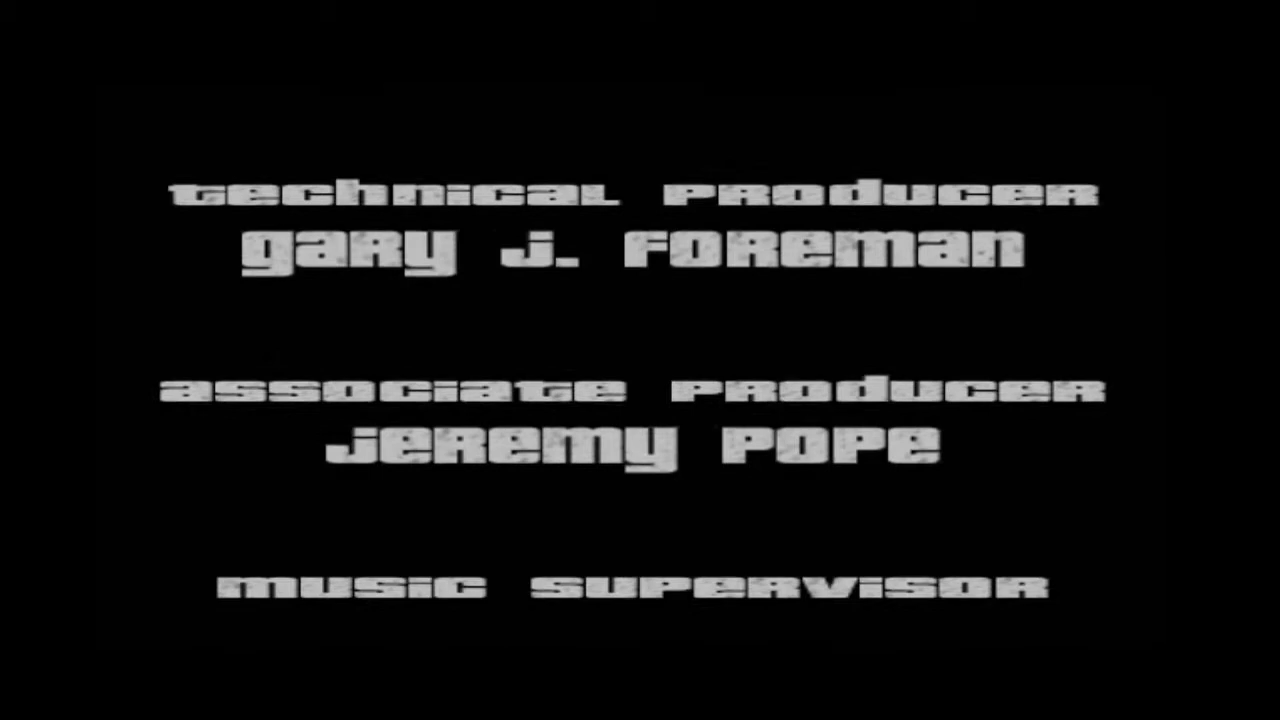 technical producer
gary j. foreman
associate producer
jeremy pope
music supervisor